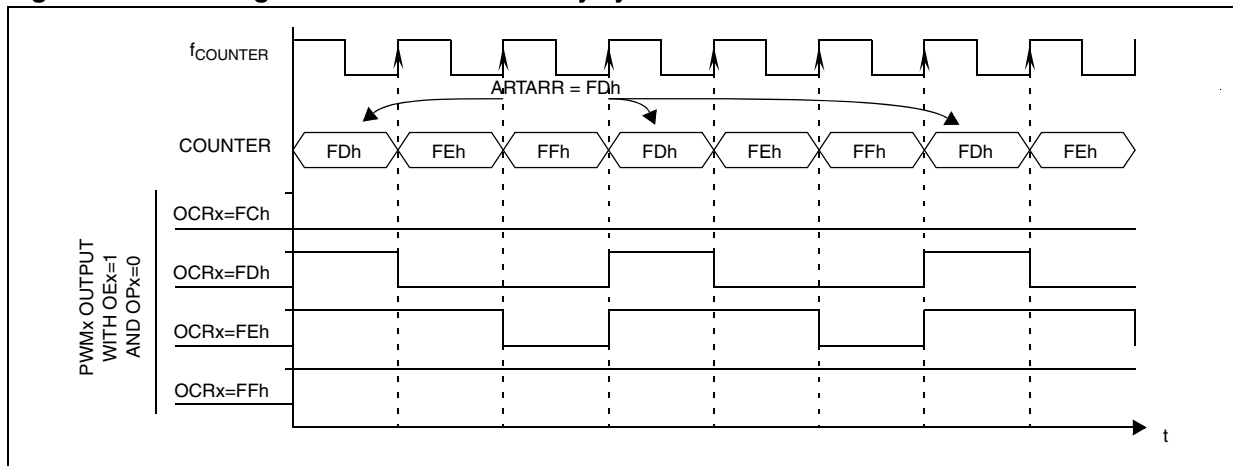 fCOUNTER
ARTARR = FDh
COUNTER
FDh FEh FFh FDh FEh FFh FDh FEh
PWMx OUTPUT
WITH OEx=1
AND OPx=0
OCRx=FCh
OCRx=FDh
OCRx=FEh
OCRx=FFh
t